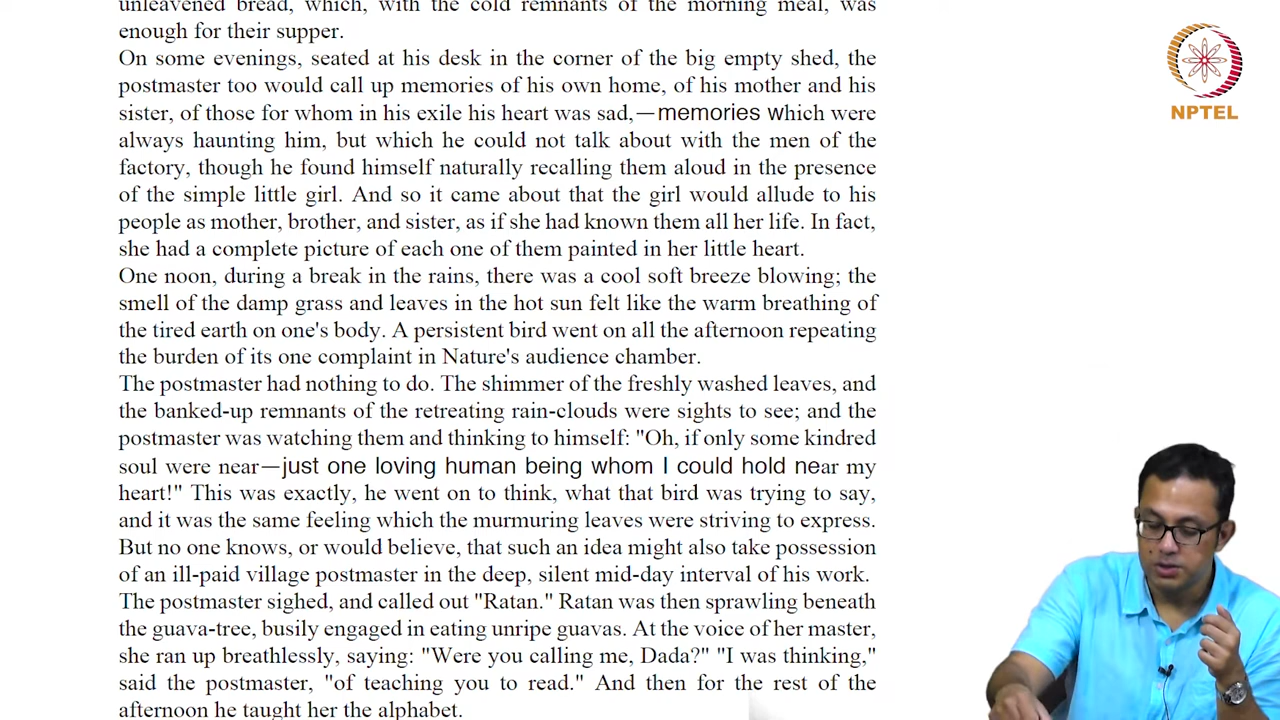 unleavened bread, which, with the cold remnants of the morning meal, was
enough for their supper.
On some evenings, seated at his desk in the corner of the big empty shed, the
postmaster too would call up memories of his own home, of his mother and his
sister, of those for whom in his exile his heart was sad,—memories which were
always haunting him, but which he could not talk about with the men of the
factory, though he found himself naturally recalling them aloud in the presence
of the simple little girl. And so it came about that the girl would allude to his
people as mother, brother, and sister, as if she had known them all her life. In fact,
she had a complete picture of each one of them painted in her little heart.
One noon, during a break in the rains, there was a cool soft breeze blowing; the
smell of the damp grass and leaves in the hot sun felt like the warm breathing of
the tired earth on one's body. A persistent bird went on all the afternoon repeating
the burden of its one complaint in Nature's audience chamber.
The postmaster had nothing to do. The shimmer of the freshly washed leaves, and
the banked-up remnants of the retreating rain-clouds were sights to see; and the
postmaster was watching them and thinking to himself: "Oh, if only some kindred
soul were near—just one loving human being whom I could hold near my
heart!" This was exactly, he went on to think, what that bird was trying to say,
and it was the same feeling which the murmuring leaves were striving to express.
But no one knows, or would believe, that such an idea might also take possession
of an ill-paid village postmaster in the deep, silent mid-day interval of his work.
The postmaster sighed, and called out "Ratan." Ratan was then sprawling beneath
the guava-tree, busily engaged in eating unripe guavas. At the voice of her master,
she ran up breathlessly, saying: "Were you calling me, Dada?" "I was thinking,"
said the postmaster, "of teaching you to read." And then for the rest of the
afternoon he taught her the alphabet.
NPTEL